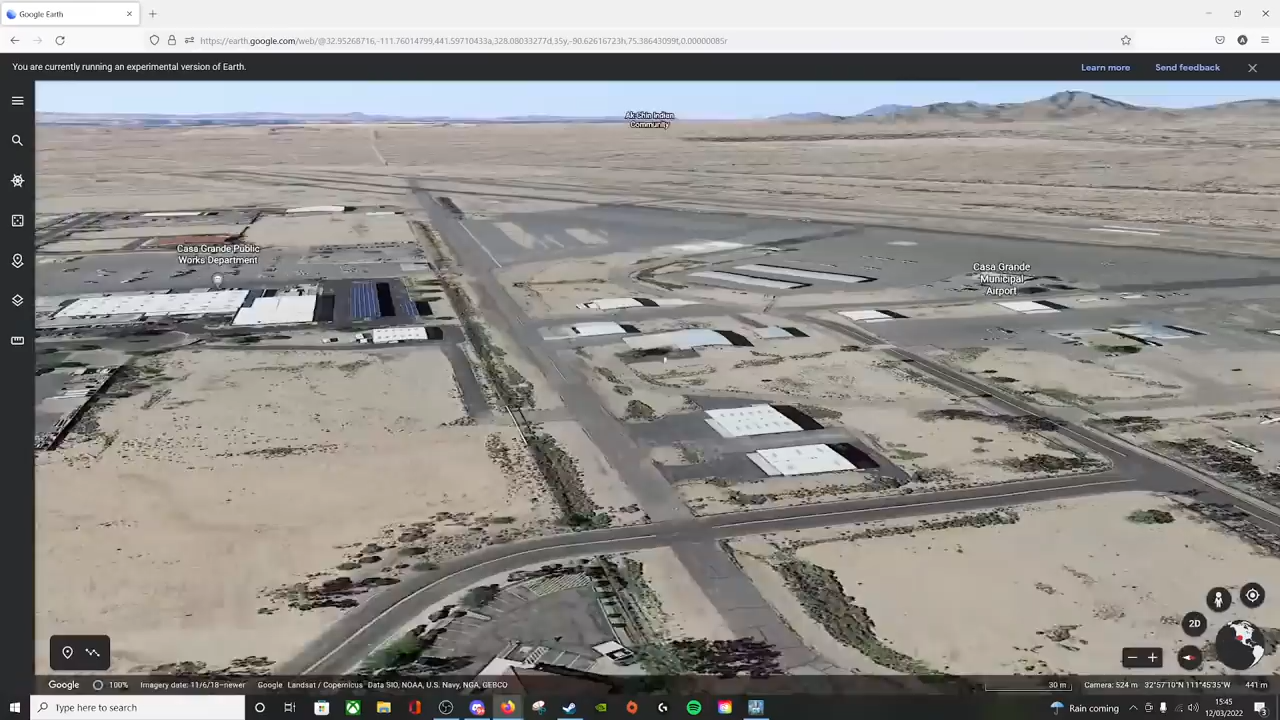 Google Earth
https://earth.google.com/web/@32.95268716,-111.76014799,441.59710433a,328.08033277d,35y,-90.62616723h,75.38643099t,0.00000085r
You are currently running an experimental version of Earth.
Learn more
Send feedback
Ak-Chin Indian
Community
Casa Grande Public
Works Department
Casa Grande
Municipal
Airport
2D
Google
100%
Imagery date: 11/6/18-newer
Google
Landsat / Copernicus
Data SIO, NOAA, U.S. Navy, NGA, GEBCO
30 m
Camera: 524 m
32°57'10"N 111°45'35"W
441 m
Type here to search
Rain coming
15:45
12/03/2022